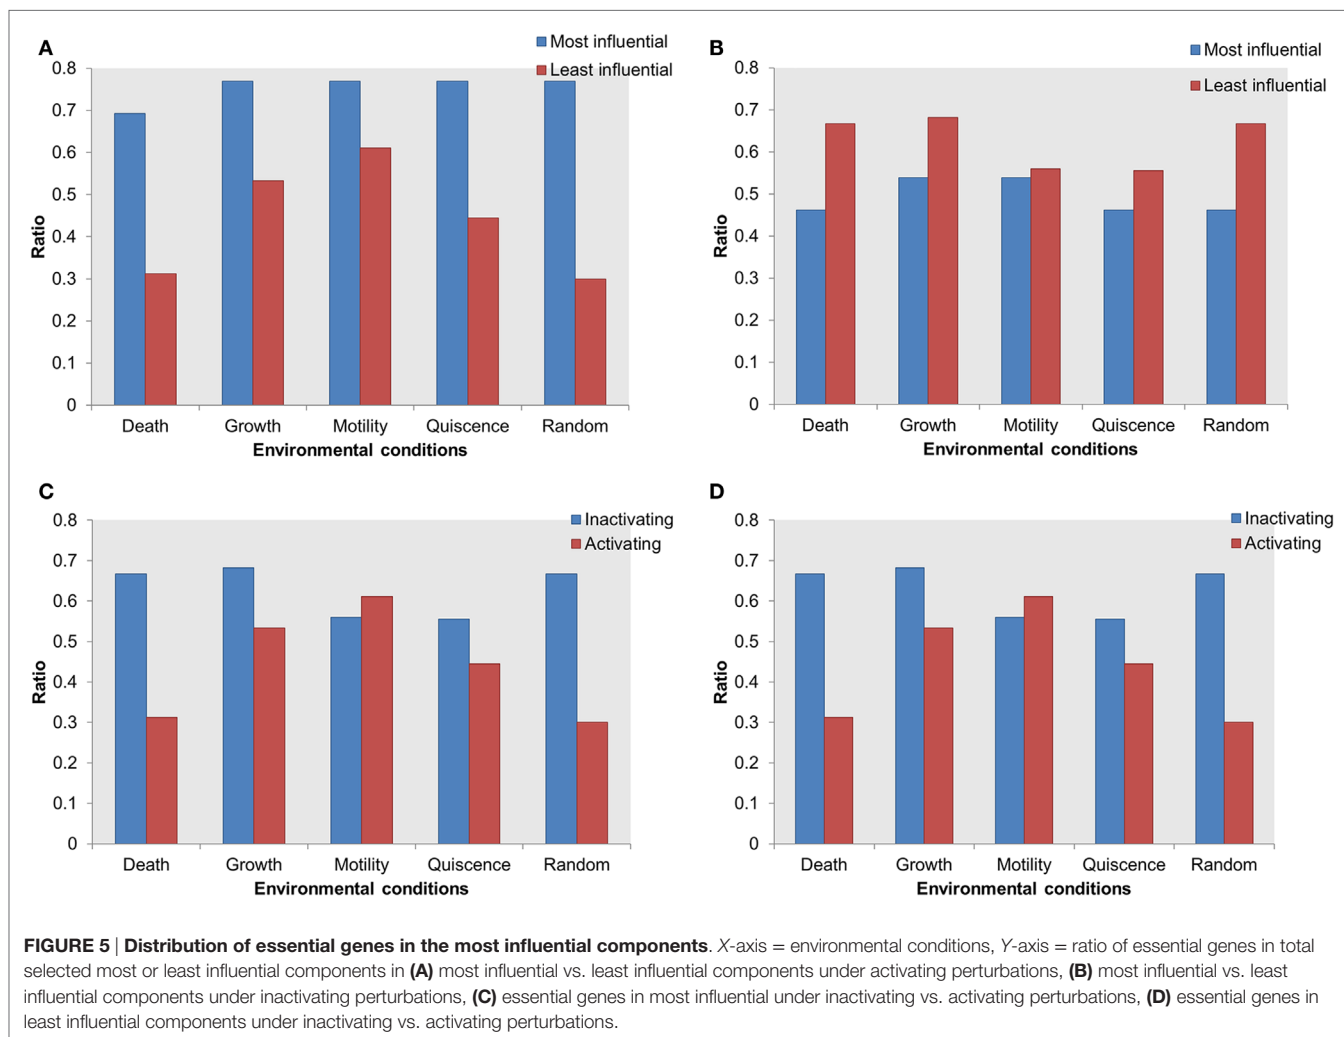 A
Most influential
Least influential
0.8
0.7
0.6
0.5
0.4
0.3
0.2
0.1
0
Ratio
Death Growth Motility Quiscence Random
Environmental conditions
B
Most influential
Least influential
0.8
0.7
0.6
0.5
0.4
0.3
0.2
0.1
0
Ratio
Death Growth Motility Quiscence Random
Environmental conditions
C
Inactivating
Activating
0.8
0.7
0.6
0.5
0.4
0.3
0.2
0.1
0
Ratio
Death Growth Motility Quiscence Random
Environmental conditions
D
Inactivating
Activating
0.8
0.7
0.6
0.5
0.4
0.3
0.2
0.1
0
Ratio
Death Growth Motility Quiscence Random
Environmental conditions
FIGURE 5 | Distribution of essential genes in the most influential components. X-axis = environmental conditions, Y-axis = ratio of essential genes in total
selected most or least influential components in (A) most influential vs. least influential components under activating perturbations, (B) most influential vs. least
influential components under inactivating perturbations, (C) essential genes in most influential under inactivating vs. activating perturbations, (D) essential genes in
least influential components under inactivating vs. activating perturbations.